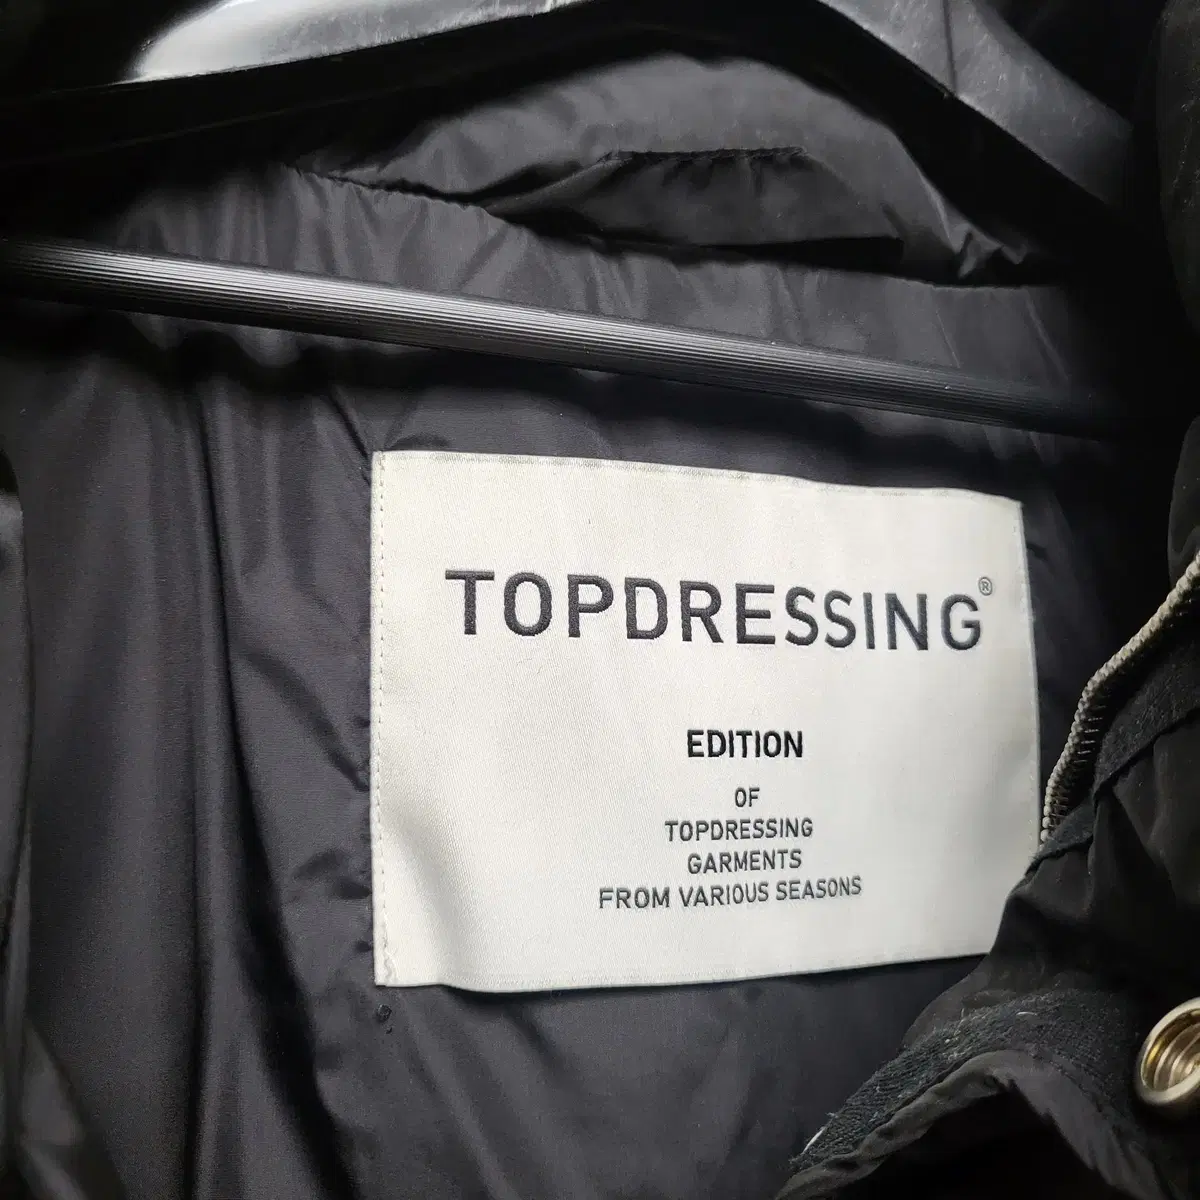 TOPDRESSING®
EDITION
OF
TOPDRESSING
GARMENTS
FROM VARIOUS SEASONS